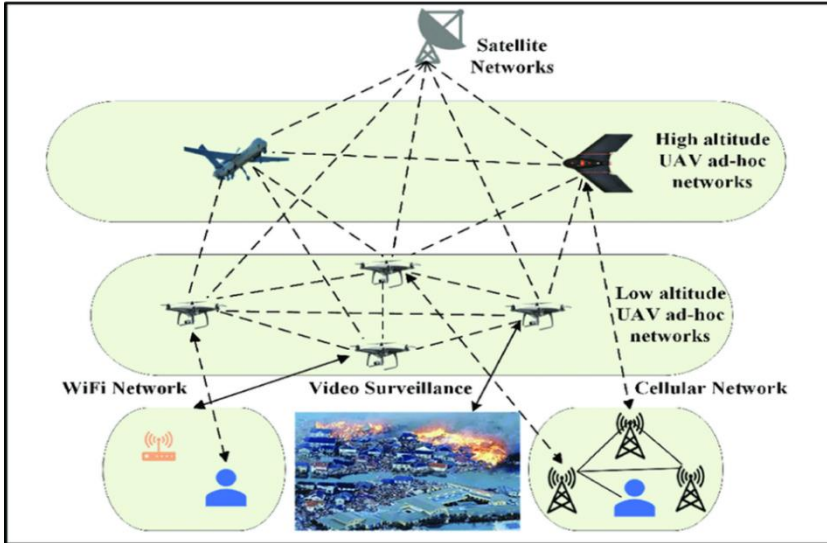 Satellite
Networks
High altitude
UAV ad-hoc
networks
Low altitude
UAV ad-hoc
networks
WiFi Network
Video Surveillance
Cellular Network